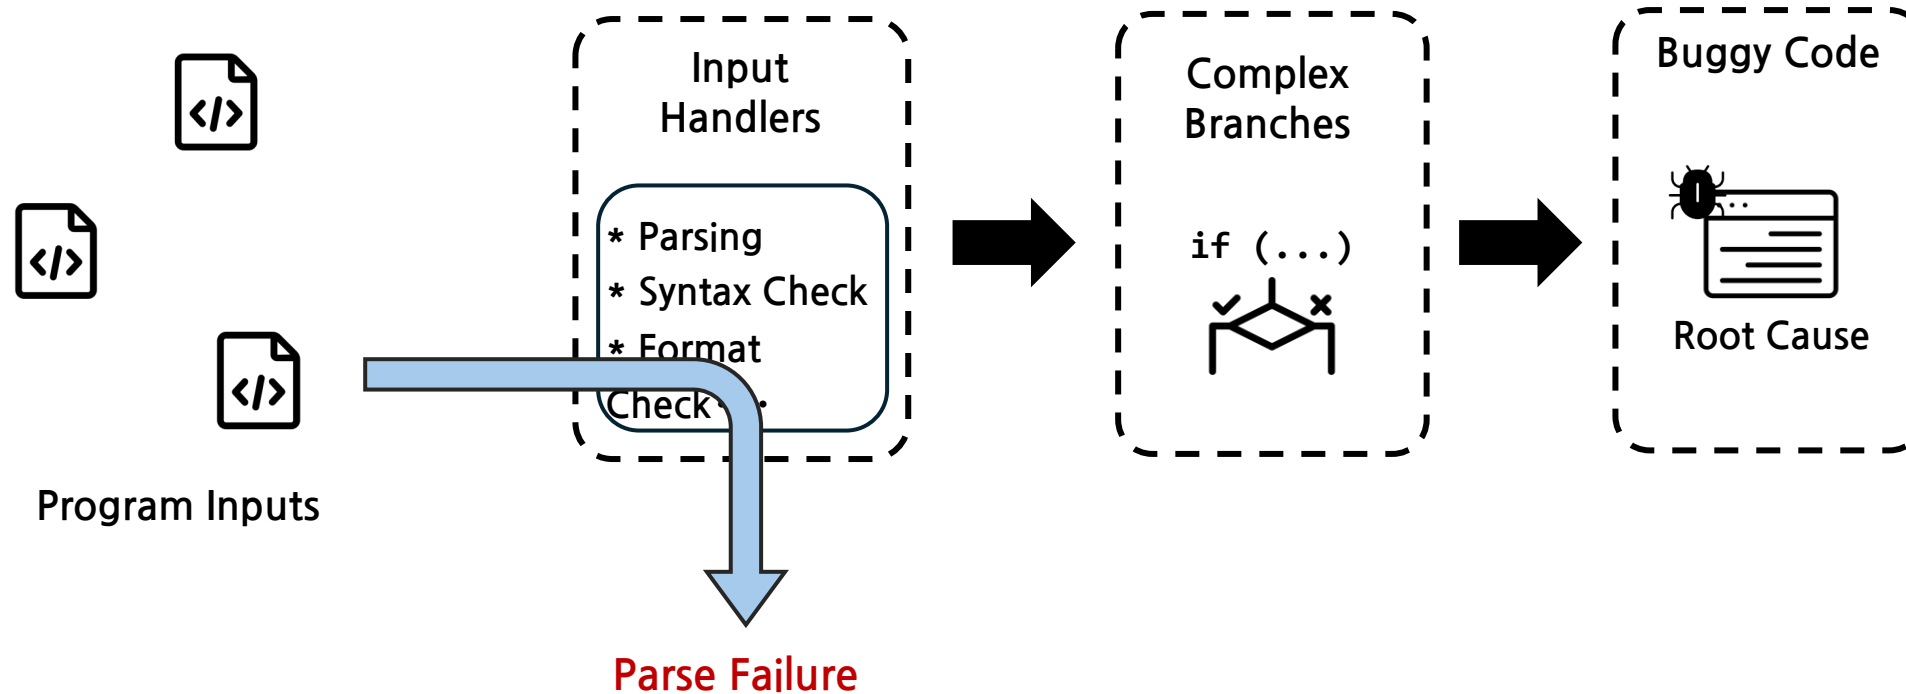 Input
Handlers
* Parsing
* Syntax Check
* Format
Check ...
Complex
Branches
if (...)
Buggy Code
Root Cause
Program Inputs
Parse Failure